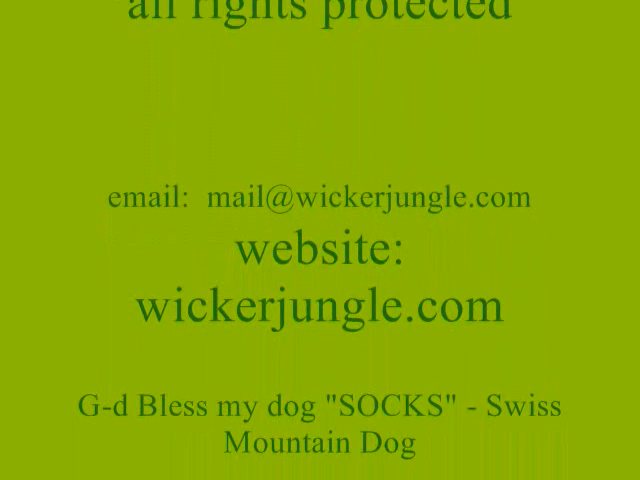 all rights protected
email:  mail@wickerjungle.com
website:
wickerjungle.com
G-d Bless my dog "SOCKS" - Swiss
Mountain Dog